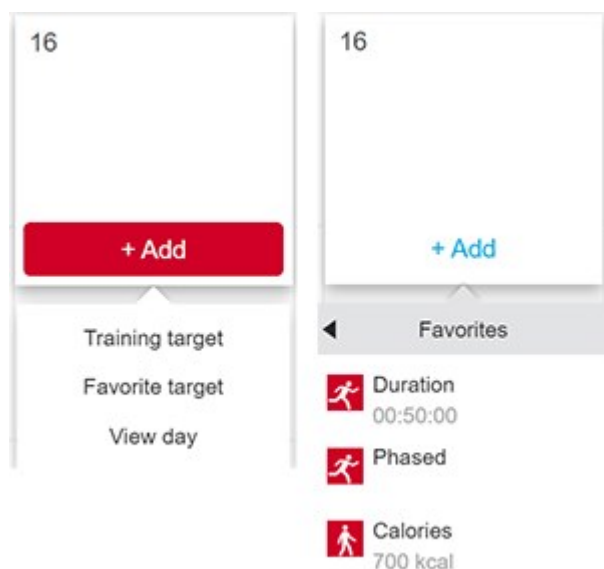 16
+ Add
Training target
Favorite target
View day
16
+ Add
Favorites
Duration
00:50:00
Phased
Calories
700 kcal